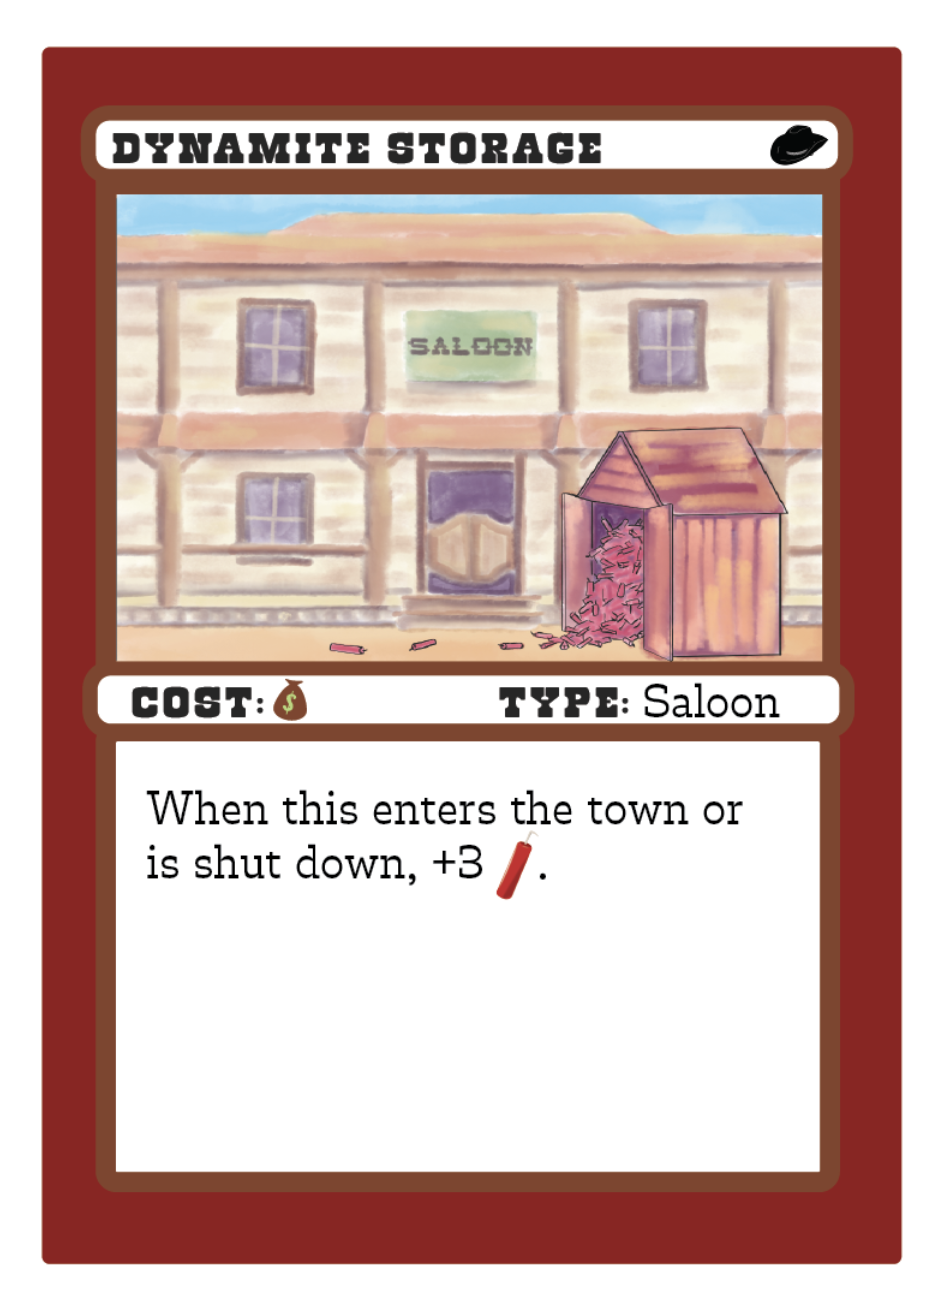 DYNAMITE STORAGE
SALOON
COST:
TYPE: Saloon
When this enters the town or
is shut down, +3 .